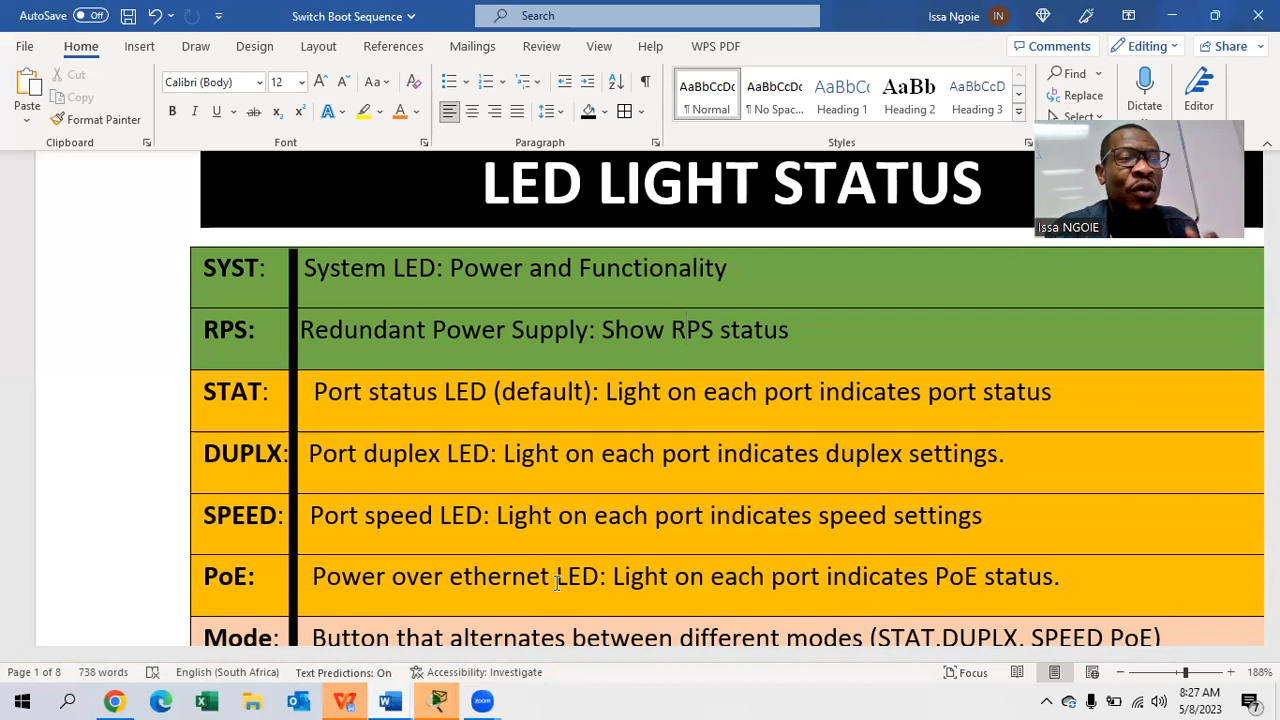 AutoSave Off Switch Boot Sequence Search Issa Ngoie IN
File Home Insert Draw Design Layout References Mailings Review View Help WPS PDF Comments Editing Share
Paste Cut Copy Format Painter Clipboard
Calibri (Body) 12 Font
Paragraph
AaBbCcDc AaBbCcDc AaBbCc AaBb AaBbCcD
¶ Normal ¶ No Spac... Heading 1 Heading 2 Heading 3
Styles
Find Replace Select Dictate Editor
Issa NGOIE
LED LIGHT STATUS
SYST: System LED: Power and Functionality
RPS: Redundant Power Supply: Show RPS status
STAT: Port status LED (default): Light on each port indicates port status
DUPLX: Port duplex LED: Light on each port indicates duplex settings.
SPEED: Port speed LED: Light on each port indicates speed settings
PoE: Power over ethernet LED: Light on each port indicates PoE status.
Mode: Button that alternates between different modes (STAT,DUPLX, SPEED PoE)
Page 1 of 8 738 words English (South Africa) Text Predictions: On Accessibility: Investigate Focus 188%
8:27 AM
5/8/2023
7